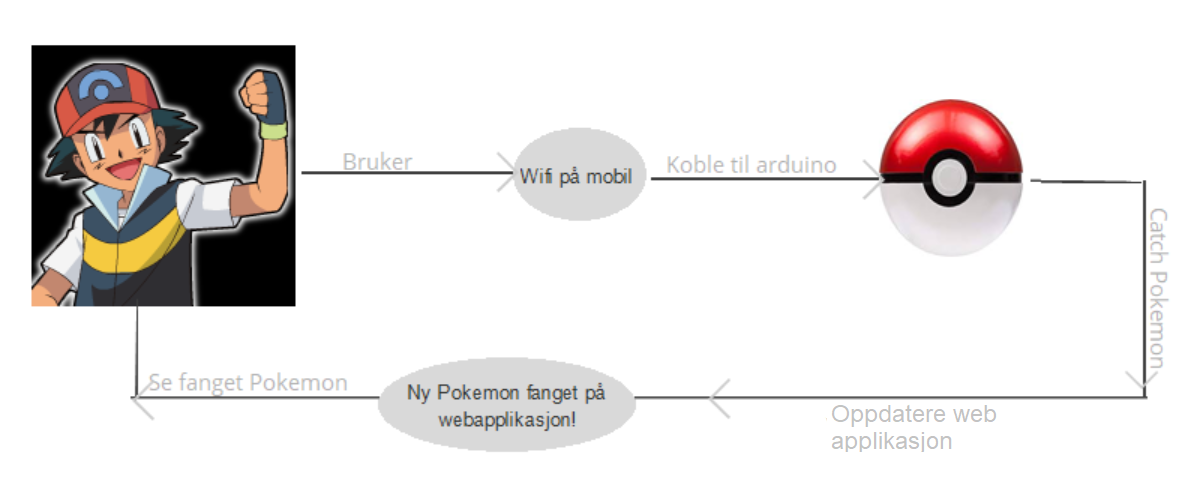 Bruker
Wifi på mobil
Koble til arduino
Catch Pokemon
Oppdatere web
applikasjon
Ny Pokemon fanget på
webapplikasjon!
Se fanget Pokemon